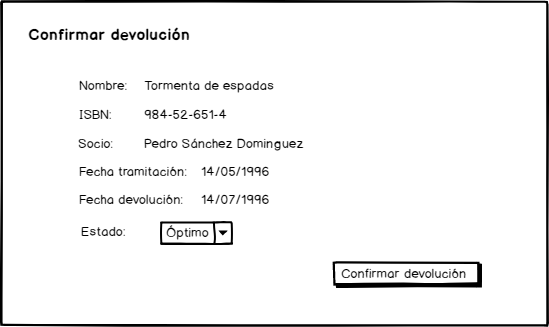 Confirmar devolución
Nombre: Tormenta de espadas
ISBN: 984-52-651-4
Socio: Pedro Sánchez Dominguez
Fecha tramitación: 14/05/1996
Fecha devolución: 14/07/1996
Estado: Óptimo
Confirmar devolución